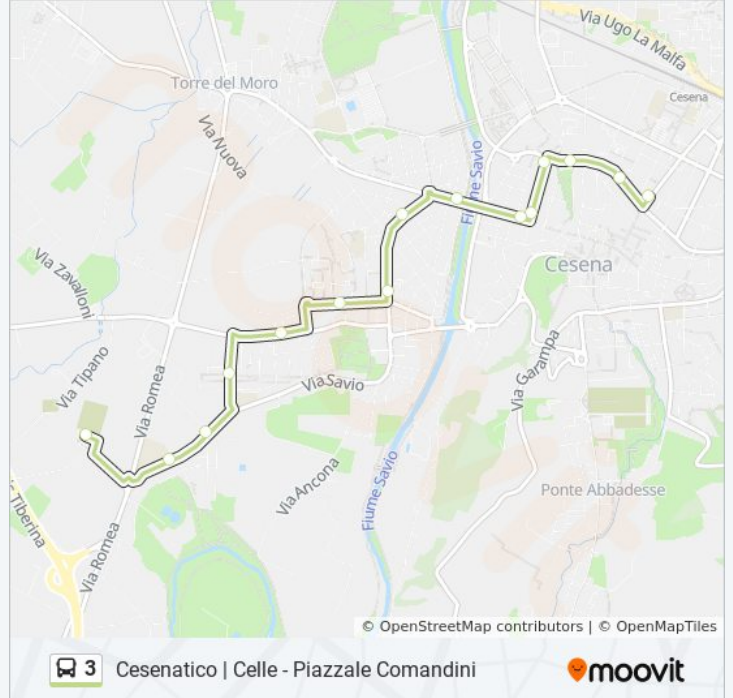 Via Ugo La Malfa
Torre del Moro
Cesena
Via Nuova
Fiume Savio
Via Zavalloni
Cesena
Via Tipano
Via Romea
Via Savio
Via Garampa
Via Ancona
Fiume Savio
Ponte Abbadesse
Tiberina
Via Romea
© OpenStreetMap contributors | © OpenMapTiles
3 Cesenatico | Celle - Piazzale Comandini
moovit